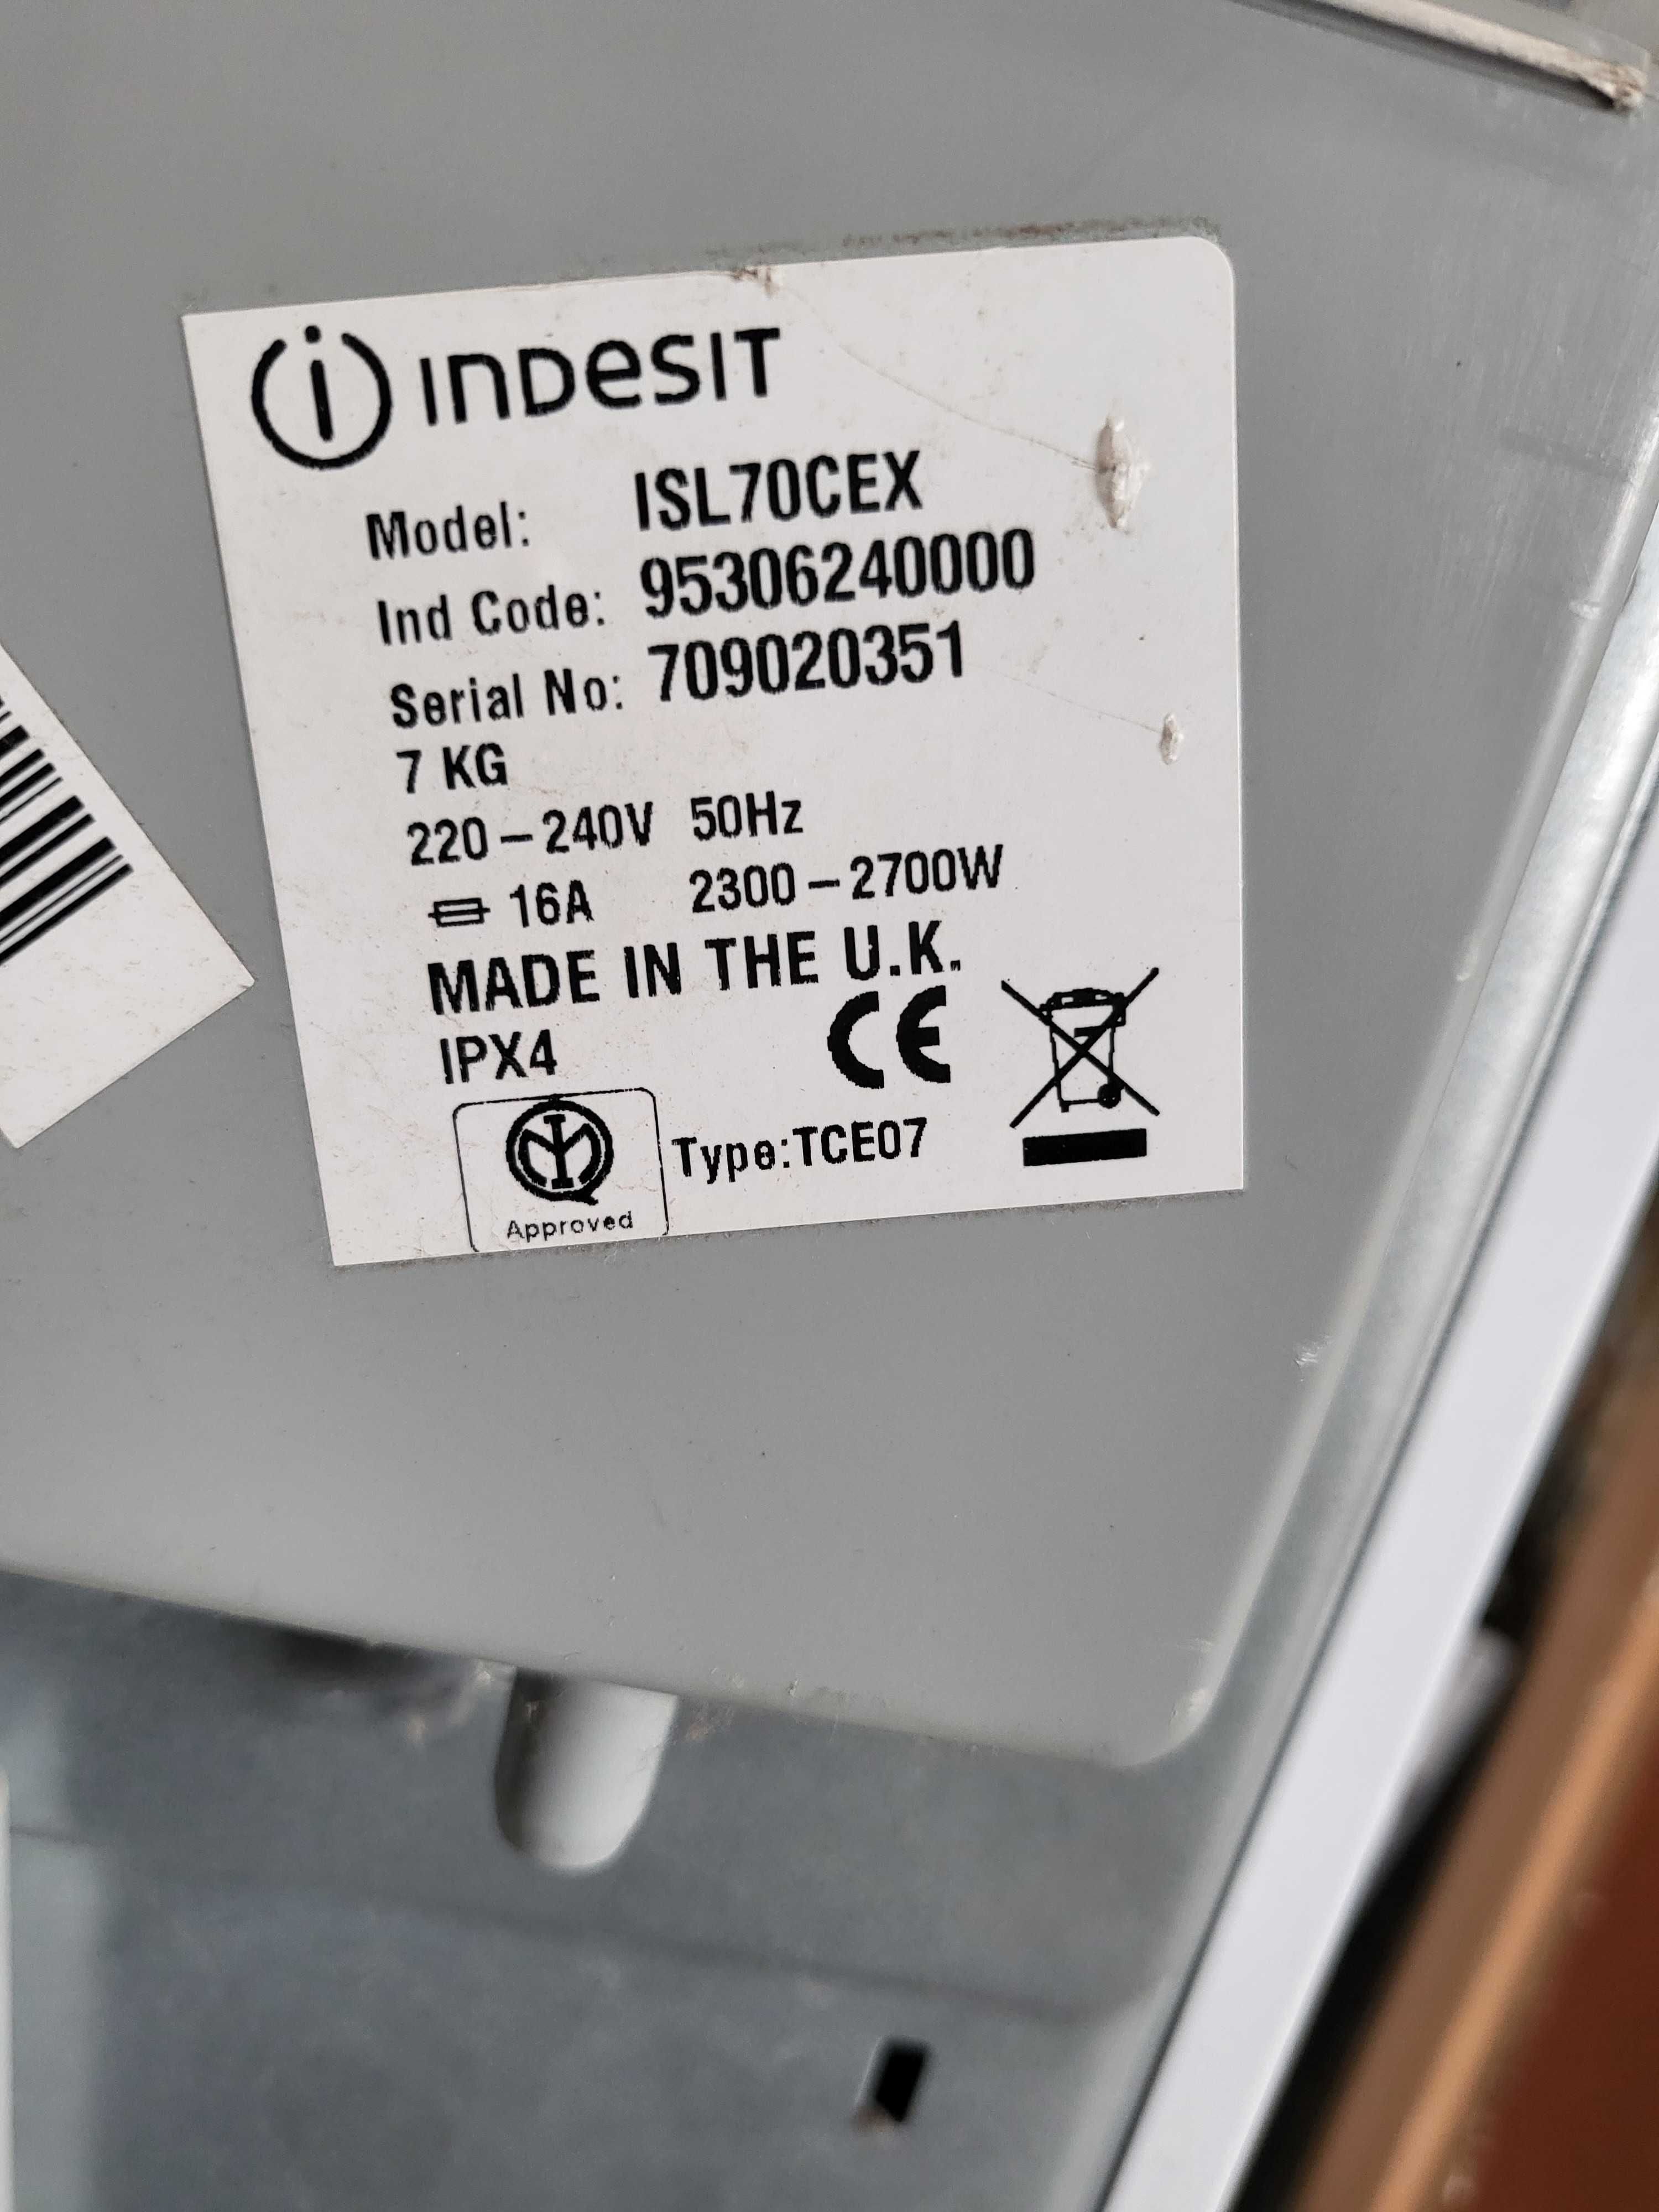 INDESIT
Model: ISL70CEX
Ind Code: 95306240000
Serial No: 709020351
7 KG
220-240V 50Hz
16A 2300-2700W
MADE IN THE U.K.
IPX4
CE
Approved
Type:TCE07